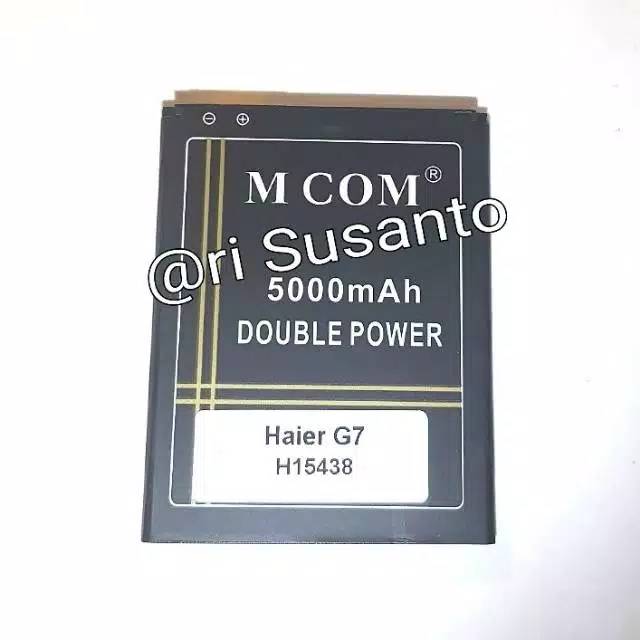 ⊖ ⊕
M COM®
@ri Susanto
5000mAh
DOUBLE POWER
Haier G7
H15438